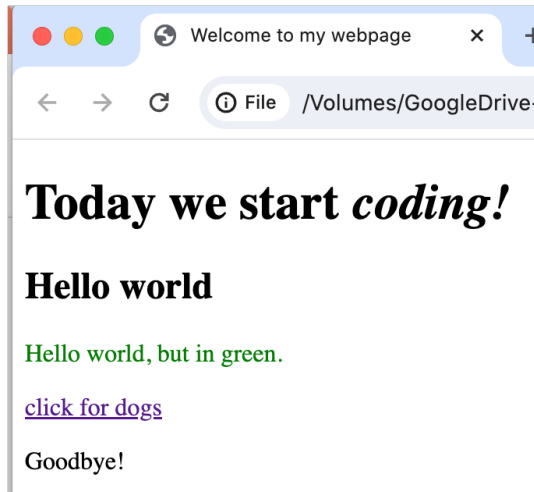 Welcome to my webpage
File /Volumes/GoogleDrive-
Today we start coding!
Hello world
Hello world, but in green.
click for dogs
Goodbye!